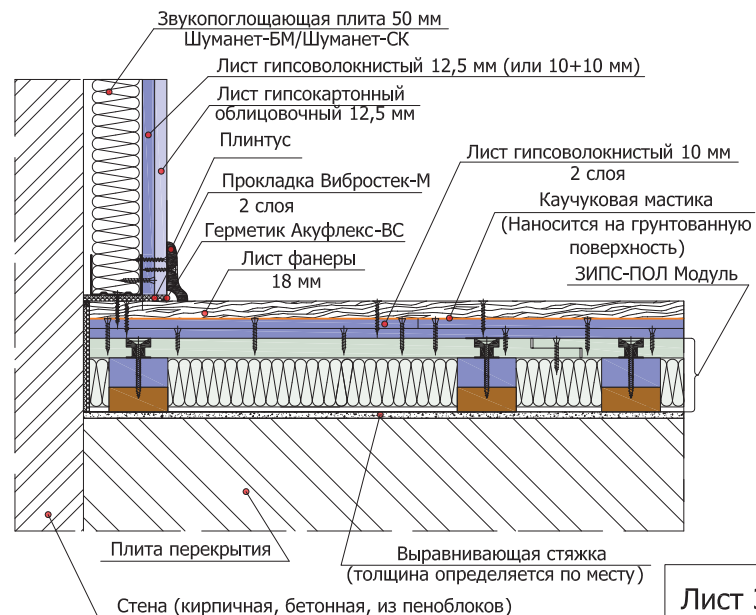 Звукопоглощающая плита 50 мм
Шуманет-БМ/Шуманет-СК
Лист гипсоволокнистый 12,5 мм (или 10+10 мм)
Лист гипсокартонный
облицовочный 12,5 мм
Плинтус
Прокладка Вибростек-М
2 слоя
Герметик Акуфлекс-ВС
Лист фанеры
18 мм
Лист гипсоволокнистый 10 мм
2 слоя
Каучуковая мастика
(Наносится на грунтованную
поверхность)
ЗИПС-ПОЛ Модуль
Плита перекрытия
Выравнивающая стяжка
(толщина определяется по месту)
Стена (кирпичная, бетонная, из пеноблоков)
Лист